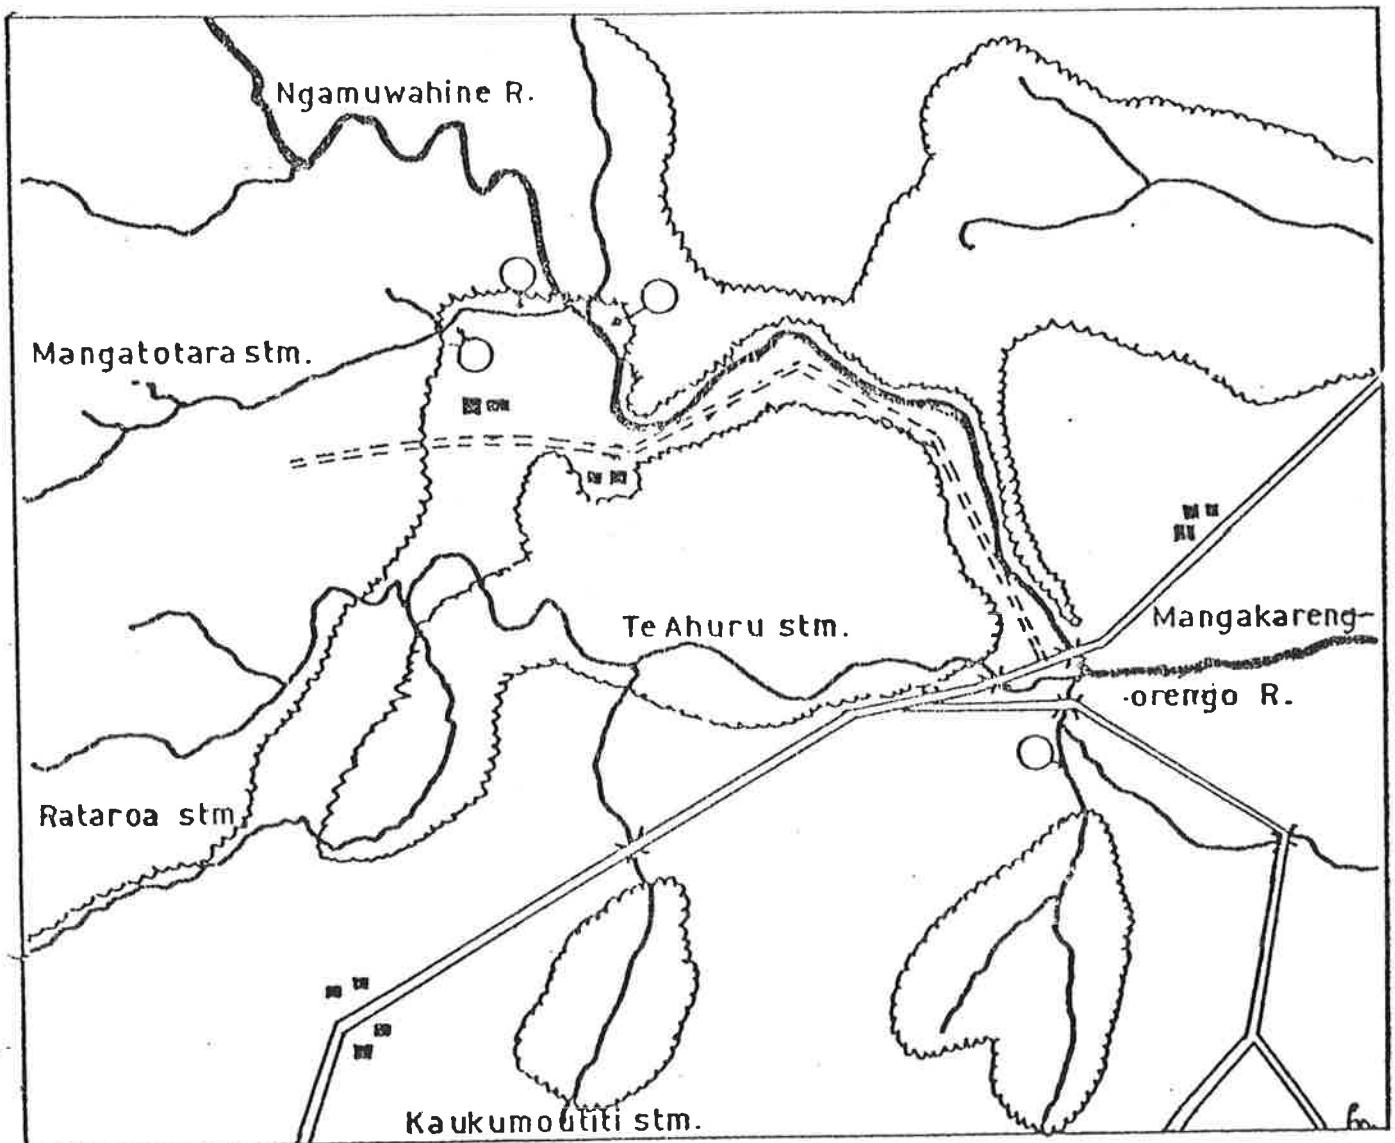 Ngamuwahine R.
Mangatotara stm.
Te Ahuru stm.
Mangakareng-
-orengo R.
Rataroa stm
Kaukumoutiti stm.